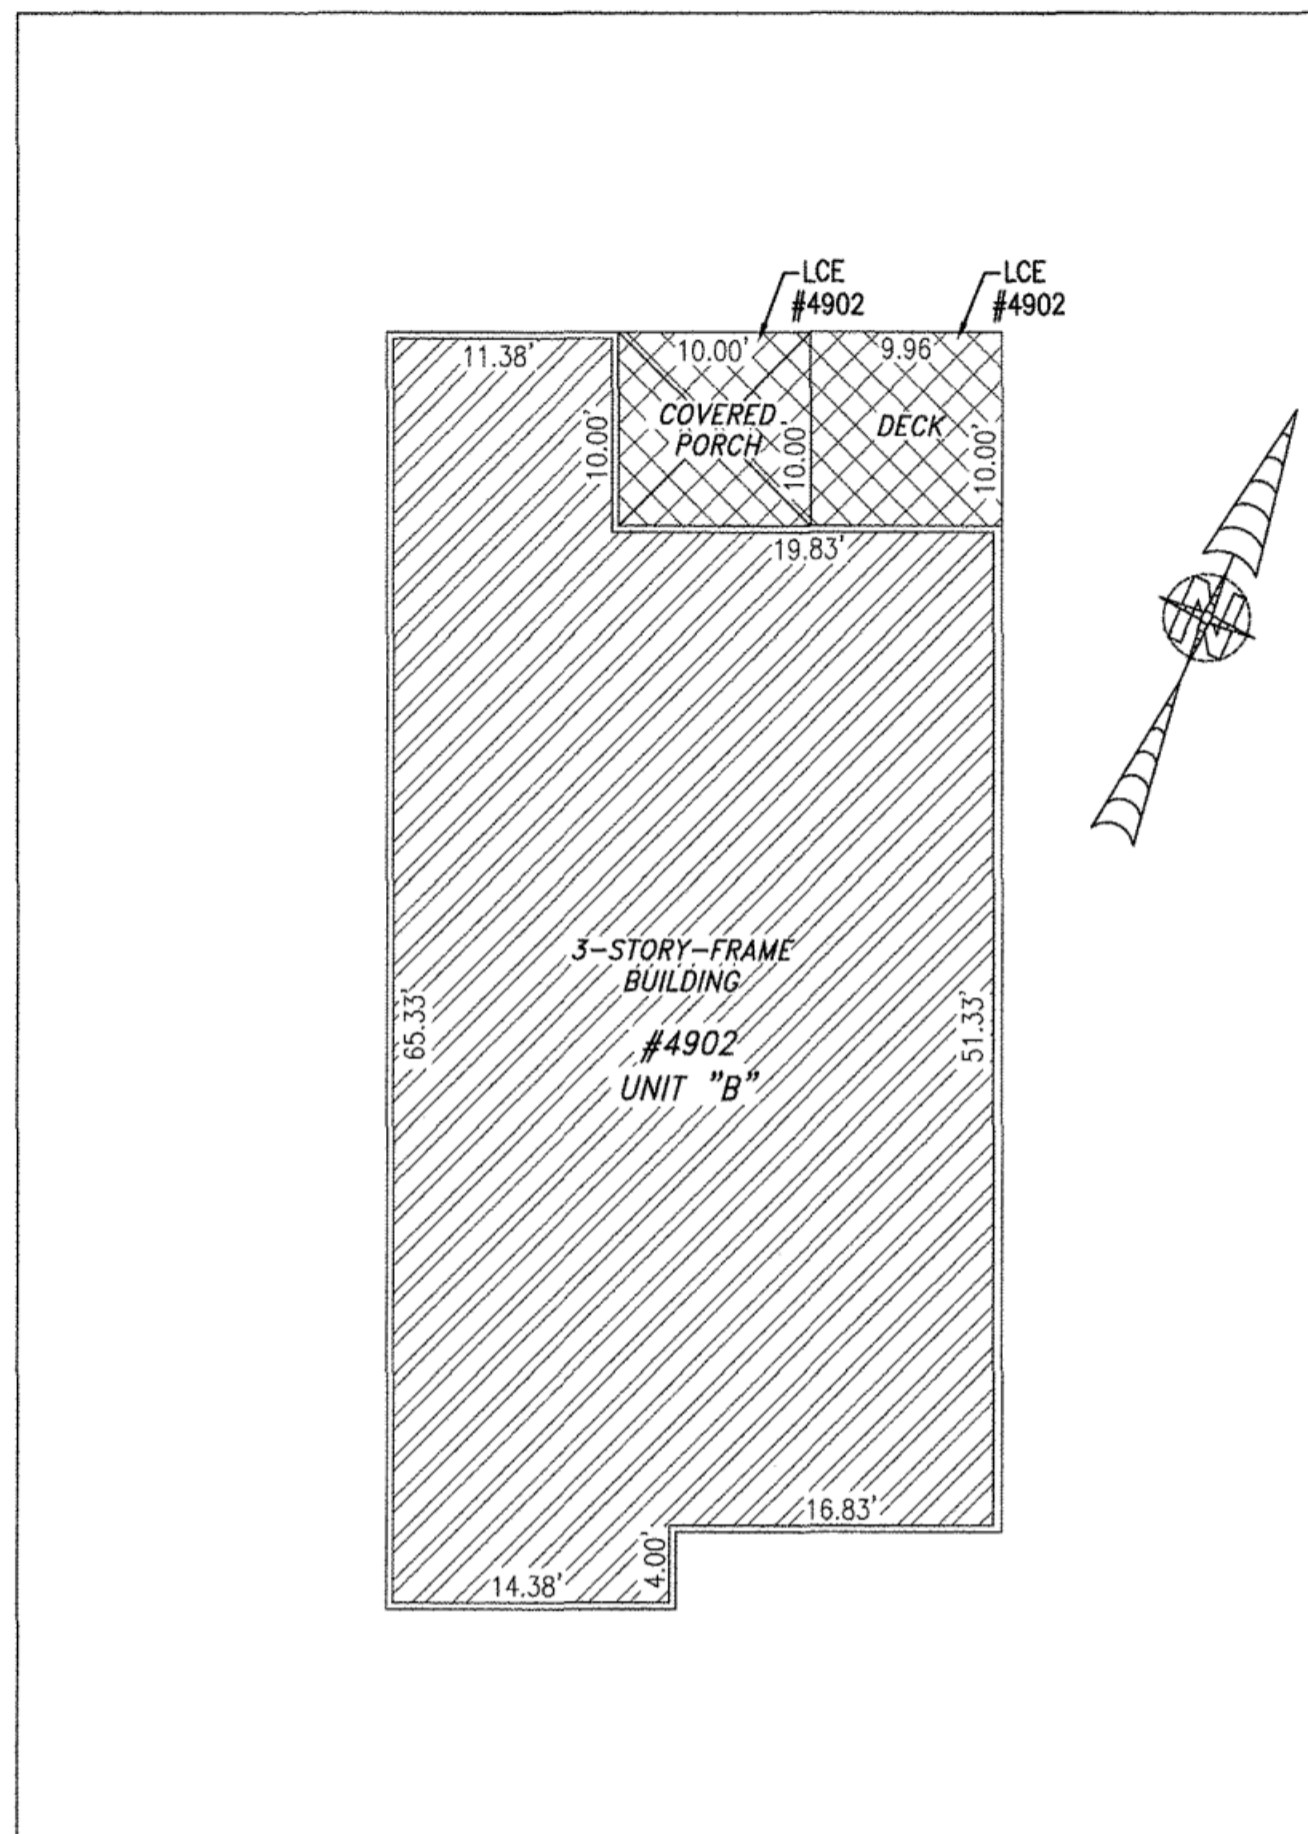 LCE
#4902
LCE
#4902
11.38'
10.00'
9.96
COVERED
PORCH
DECK
10.00'
10.00'
10.00'
19.83'
3-STORY-FRAME
BUILDING
#4902
UNIT "B"
65.33'
51.33'
16.83'
4.00'
14.38'
N